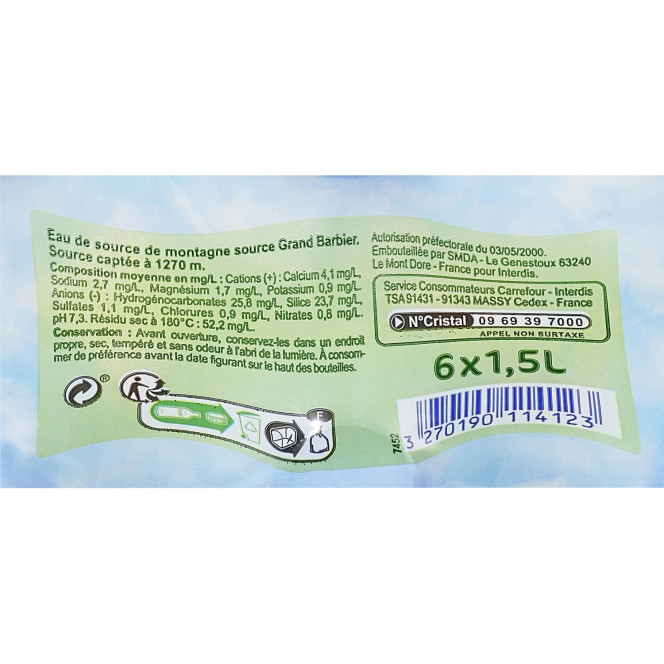 Eau de source de montagne source Grand Barbier.
Source captée à 1270 m.
Composition moyenne en mg/L : Cations (+) : Calcium 4,1 mg/L,
Sodium 2,7 mg/L, Magnésium 1,7 mg/L, Potassium 0,9 mg/L.
Anions (-) : Hydrogénocarbonates 25,8 mg/L, Silice 23,7 mg/L,
Sulfates 1,1 mg/L, Chlorures 0,9 mg/L, Nitrates 0,8 mg/L.
pH 7,3. Résidu sec à 180°C : 52,2 mg/L.
Conservation : Avant ouverture, conservez-les dans un endroit
propre, sec, tempéré et sans odeur à l'abri de la lumière. À consom-
mer de préférence avant la date figurant sur le haut des bouteilles.
®
F
Autorisation préfectorale du 03/05/2000.
Embouteillée par SMDA - Le Genestoux 63240
Le Mont Dore - France pour Interdis.
Service Consommateurs Carrefour - Interdis
TSA 91431 - 91343 MASSY Cedex - France
N°Cristal 09 69 39 7000
APPEL NON SURTAXE
6x1,5L
7452
3 270190 114123